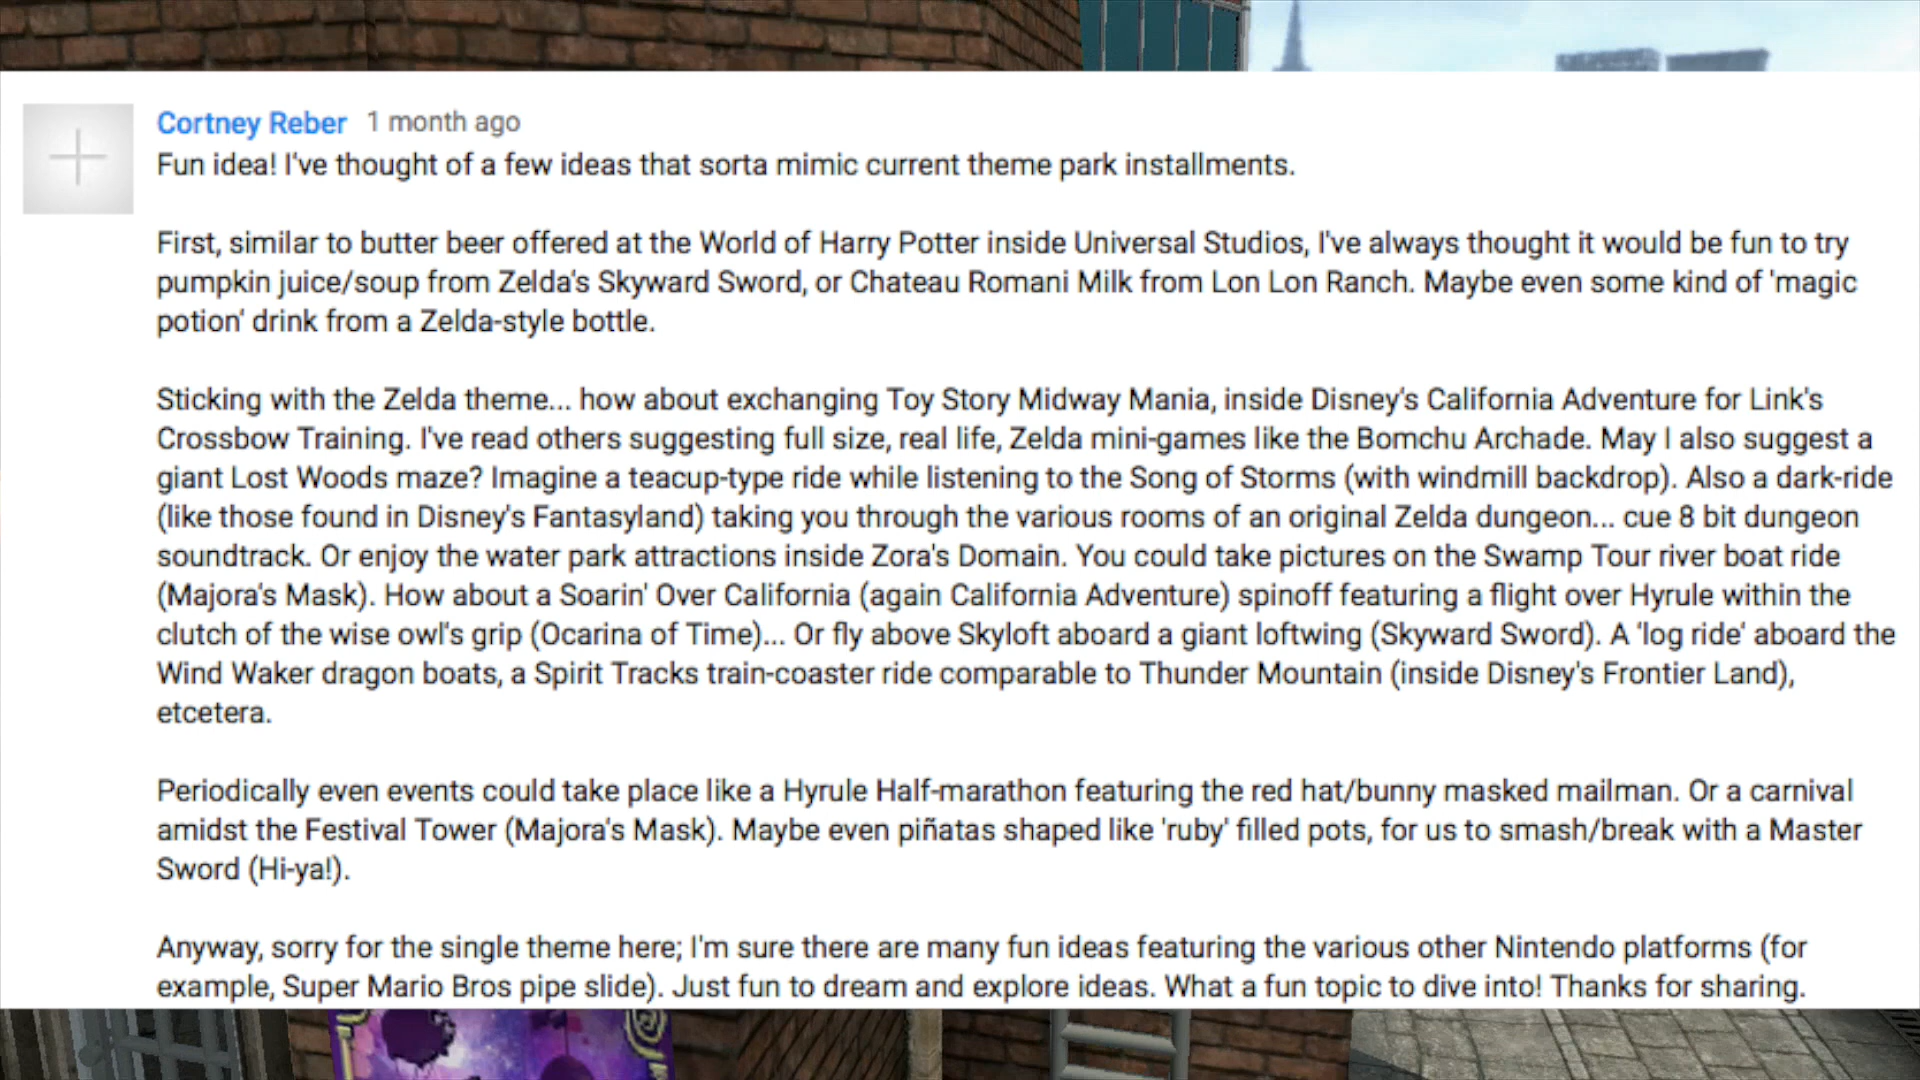 Cortney Reber 1 month ago
Fun idea! I've thought of a few ideas that sorta mimic current theme park installments.
First, similar to butter beer offered at the World of Harry Potter inside Universal Studios, I've always thought it would be fun to try
pumpkin juice/soup from Zelda's Skyward Sword, or Chateau Romani Milk from Lon Lon Ranch. Maybe even some kind of 'magic
potion' drink from a Zelda-style bottle.
Sticking with the Zelda theme... how about exchanging Toy Story Midway Mania, inside Disney's California Adventure for Link's
Crossbow Training. I've read others suggesting full size, real life, Zelda mini-games like the Bomchu Archade. May I also suggest a
giant Lost Woods maze? Imagine a teacup-type ride while listening to the Song of Storms (with windmill backdrop). Also a dark-ride
(like those found in Disney's Fantasyland) taking you through the various rooms of an original Zelda dungeon... cue 8 bit dungeon
soundtrack. Or enjoy the water park attractions inside Zora's Domain. You could take pictures on the Swamp Tour river boat ride
(Majora's Mask). How about a Soarin' Over California (again California Adventure) spinoff featuring a flight over Hyrule within the
clutch of the wise owl's grip (Ocarina of Time)... Or fly above Skyloft aboard a giant loftwing (Skyward Sword). A 'log ride' aboard the
Wind Waker dragon boats, a Spirit Tracks train-coaster ride comparable to Thunder Mountain (inside Disney's Frontier Land),
etcetera.
Periodically even events could take place like a Hyrule Half-marathon featuring the red hat/bunny masked mailman. Or a carnival
amidst the Festival Tower (Majora's Mask). Maybe even piñatas shaped like 'ruby' filled pots, for us to smash/break with a Master
Sword (Hi-ya!).
Anyway, sorry for the single theme here; I'm sure there are many fun ideas featuring the various other Nintendo platforms (for
example, Super Mario Bros pipe slide). Just fun to dream and explore ideas. What a fun topic to dive into! Thanks for sharing.